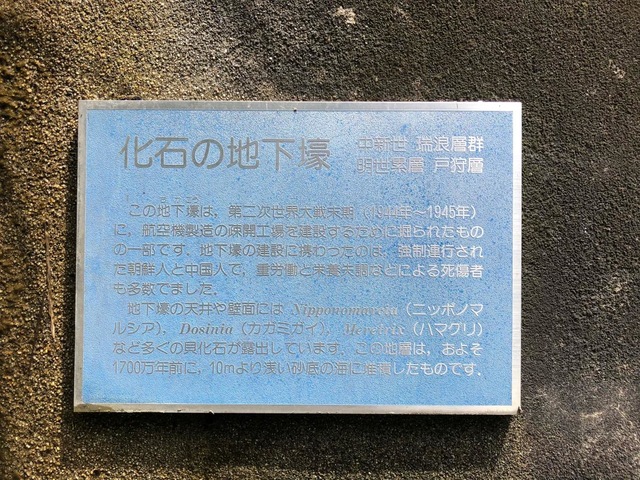 化石の地下壕
中新世 瑞浪層群
明世累層 戸狩層
この地下壕は，第二次世界大戦末期（1944年～1945年）
に，航空機製造の疎開工場を建設するために掘られたもの
の一部です．地下壕の建設に携わったのは，強制連行され
た朝鮮人と中国人で，重労働と栄養失調などによる死傷者
も多数でました．
地下壕の天井や壁面には Nipponomarcia（ニッポノマ
ルシア），Dosinia（カガミガイ），Meretrix（ハマグリ）
など多くの貝化石が露出しています．この地層は，およそ
1700万年前に，10mより浅い砂底の海に堆積したものです．